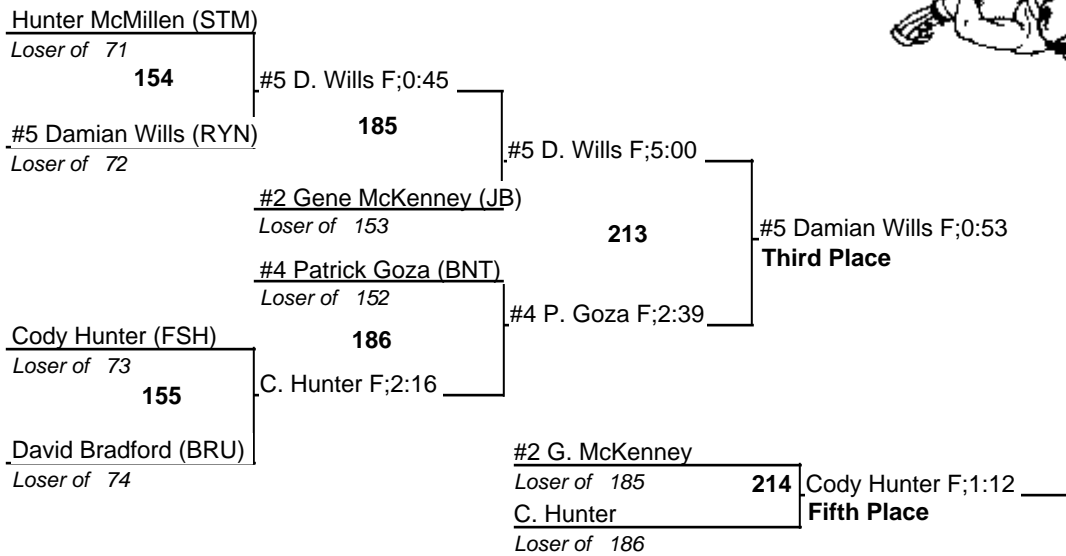 Hunter McMillen (STM)
Loser of 71
154
#5 D. Wills F;0:45
#5 Damian Wills (RYN)
Loser of 72
185
#5 D. Wills F;5:00
#2 Gene McKenney (JB)
Loser of 153
213
#5 Damian Wills F;0:53
Third Place
#4 Patrick Goza (BNT)
Loser of 152
#4 P. Goza F;2:39
Cody Hunter (FSH)
Loser of 73
186
155
C. Hunter F;2:16
David Bradford (BRU)
Loser of 74
#2 G. McKenney
Loser of 185
214
Cody Hunter F;1:12
Fifth Place
C. Hunter
Loser of 186